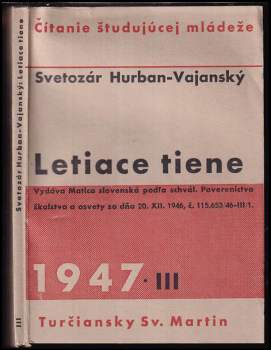 Čítanie študujúcej mládeže
Svetozár Hurban-Vajanský
Letiace tiene
Vydáva Matica slovenská podľa schvál. Povereníctva
školstva a osvety zo dňa 20. XII. 1946, č. 115.653/46-III/1.
1947 · III
Turčiansky Sv. Martin
Svetozár Hurban-Vajanský: Letiace tiene
III